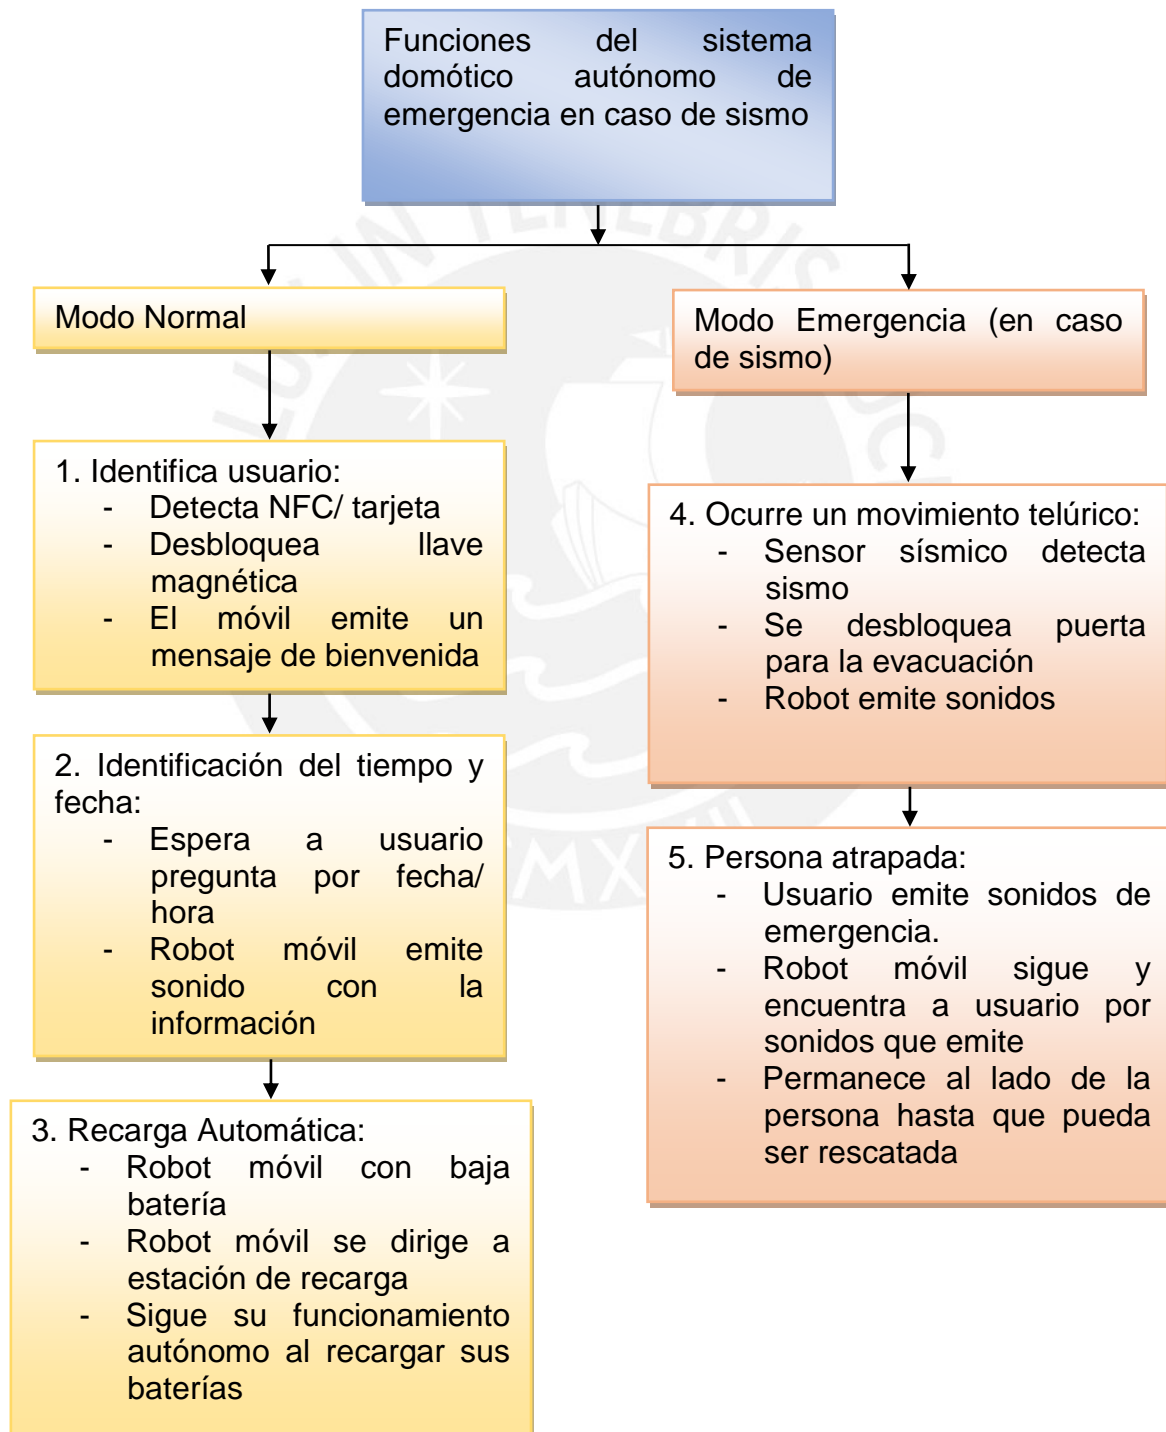 Funciones del sistema
domótico autónomo de
emergencia en caso de sismo
Modo Normal
1. Identifica usuario:
- Detecta NFC/ tarjeta
- Desbloquea llave
magnética
- El móvil emite un
mensaje de bienvenida
2. Identificación del tiempo y
fecha:
- Espera a usuario
pregunta por fecha/
hora
- Robot móvil emite
sonido con la
información
3. Recarga Automática:
- Robot móvil con baja
batería
- Robot móvil se dirige a
estación de recarga
- Sigue su funcionamiento
autónomo al recargar sus
baterías
Modo Emergencia (en caso
de sismo)
4. Ocurre un movimiento telúrico:
- Sensor sísmico detecta
sismo
- Se desbloquea puerta
para la evacuación
- Robot emite sonidos
5. Persona atrapada:
- Usuario emite sonidos de
emergencia.
- Robot móvil sigue y
encuentra a usuario por
sonidos que emite
- Permanece al lado de la
persona hasta que pueda
ser rescatada